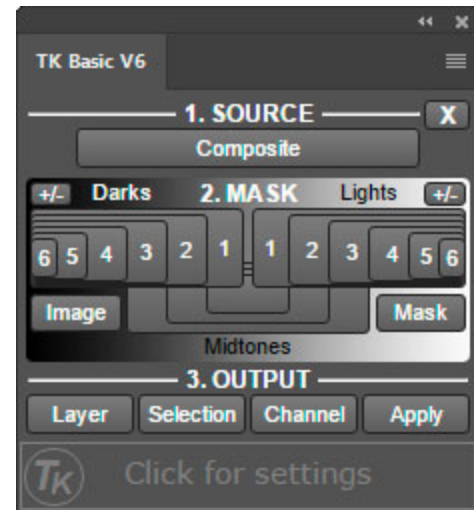 TK Basic V6
1. SOURCE
X
Composite
+/- Darks 2. MASK Lights +/-
6 5 4 3 2 1 1 2 3 4 5 6
Image
Mask
Midtones
3. OUTPUT
Layer Selection Channel Apply
TK Click for settings